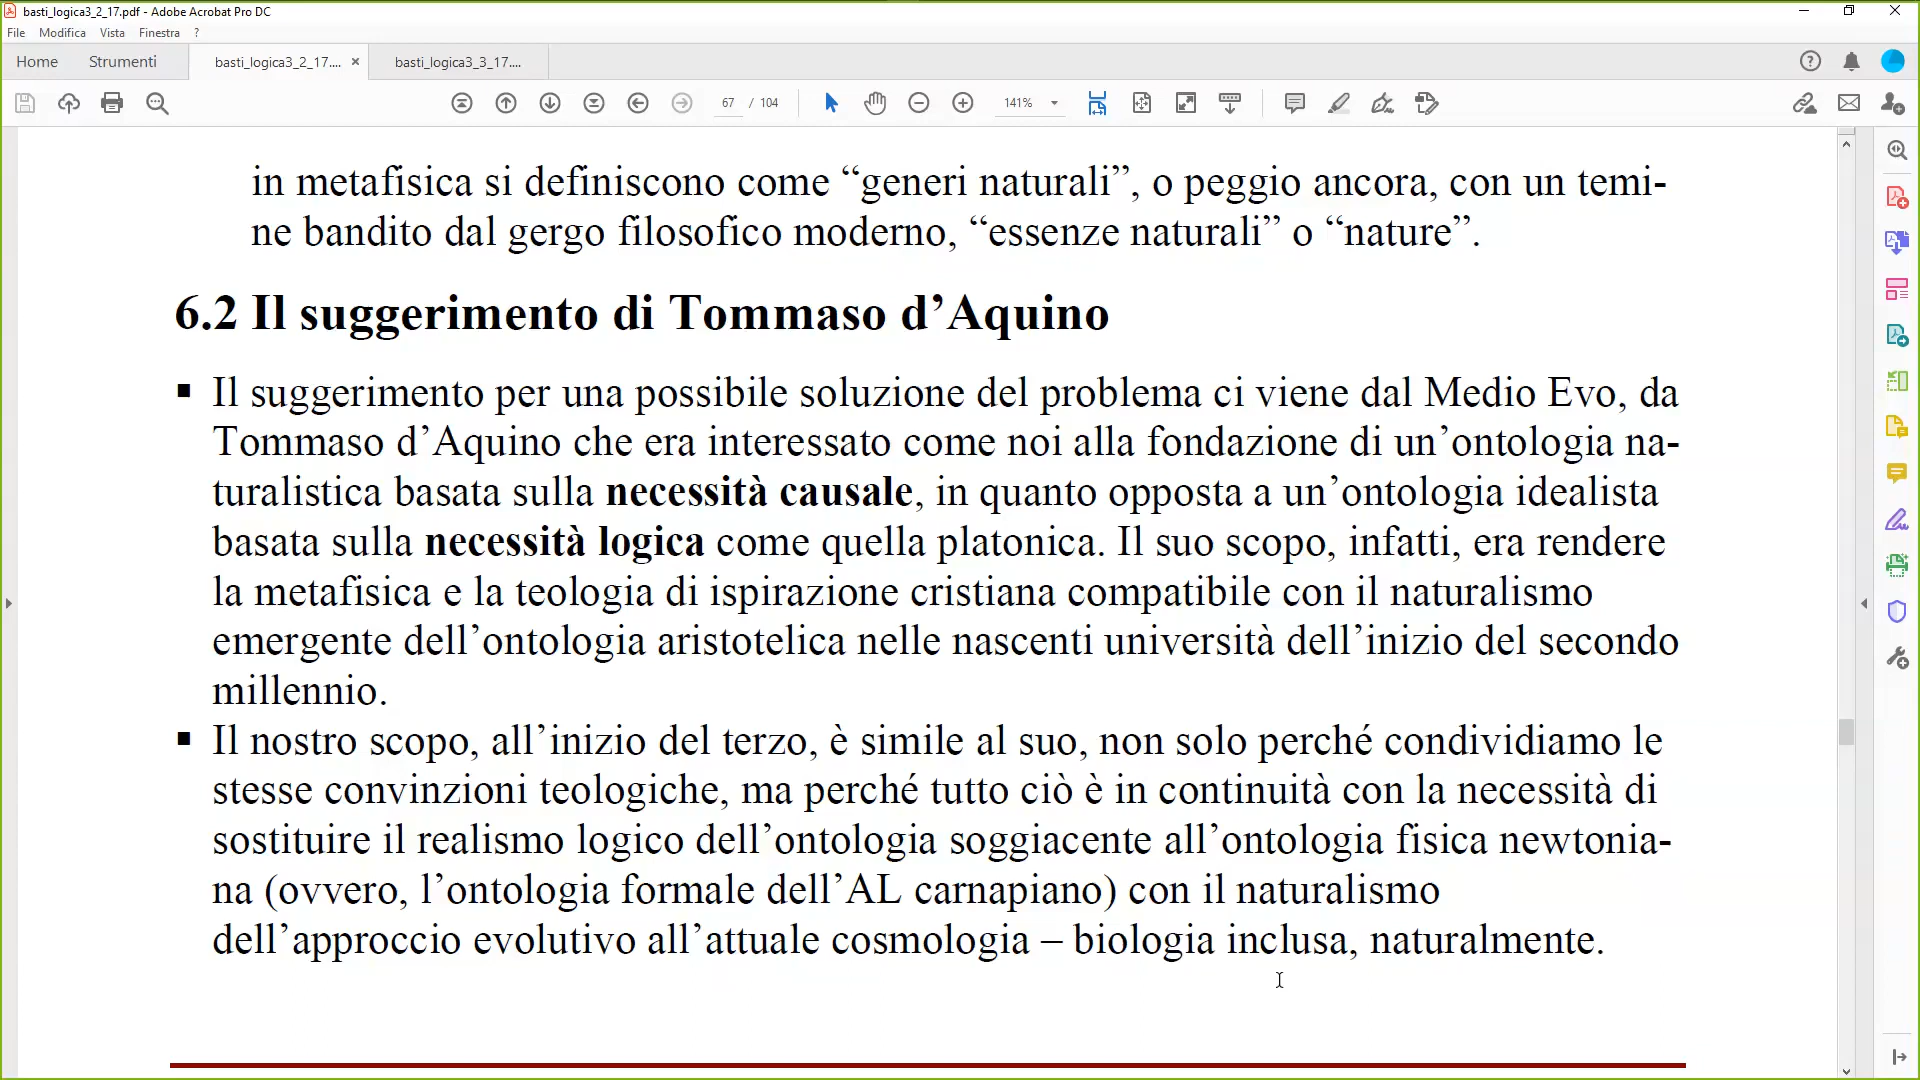 basti_logica3_2_17.pdf - Adobe Acrobat Pro DC
File Modifica Vista Finestra ?
Home Strumenti basti_logica3_2_17.... × basti_logica3_3_17....
67 / 104 141%
in metafisica si definiscono come “generi naturali”, o peggio ancora, con un temi-
ne bandito dal gergo filosofico moderno, “essenze naturali” o “nature”.
6.2 Il suggerimento di Tommaso d’Aquino
▪ Il suggerimento per una possibile soluzione del problema ci viene dal Medio Evo, da
Tommaso d’Aquino che era interessato come noi alla fondazione di un’ontologia na-
turalistica basata sulla necessità causale, in quanto opposta a un’ontologia idealista
basata sulla necessità logica come quella platonica. Il suo scopo, infatti, era rendere
la metafisica e la teologia di ispirazione cristiana compatibile con il naturalismo
emergente dell’ontologia aristotelica nelle nascenti università dell’inizio del secondo
millennio.
▪ Il nostro scopo, all’inizio del terzo, è simile al suo, non solo perché condividiamo le
stesse convinzioni teologiche, ma perché tutto ciò è in continuità con la necessità di
sostituire il realismo logico dell’ontologia soggiacente all’ontologia fisica newtonia-
na (ovvero, l’ontologia formale dell’AL carnapiano) con il naturalismo
dell’approccio evolutivo all’attuale cosmologia – biologia inclusa, naturalmente.